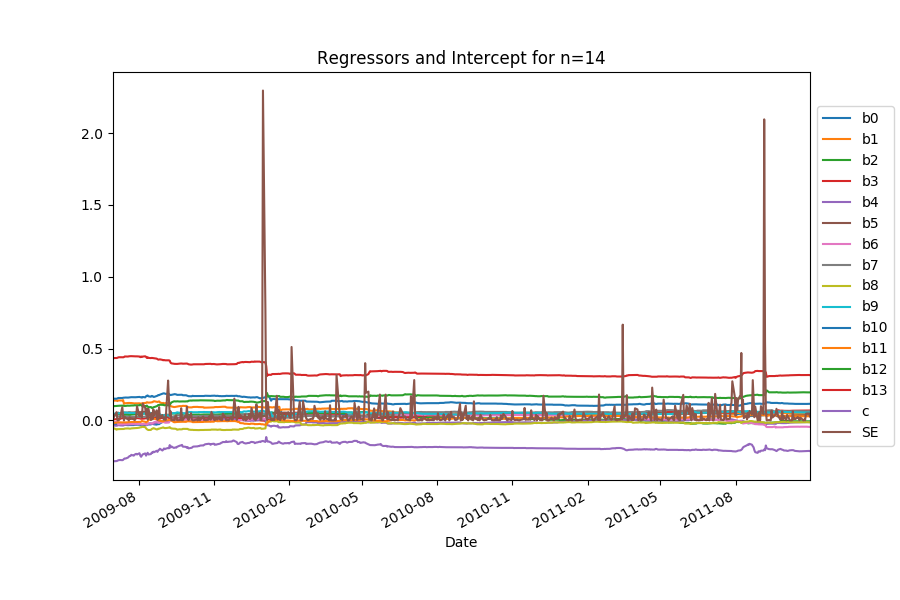 Regressors and Intercept for n=14
2.0
1.5
1.0
0.5
0.0
2009-08
2009-11
2010-02
2010-05
2010-08
2010-11
2011-02
2011-05
2011-08
Date
b0
b1
b2
b3
b4
b5
b6
b7
b8
b9
b10
b11
b12
b13
c
SE